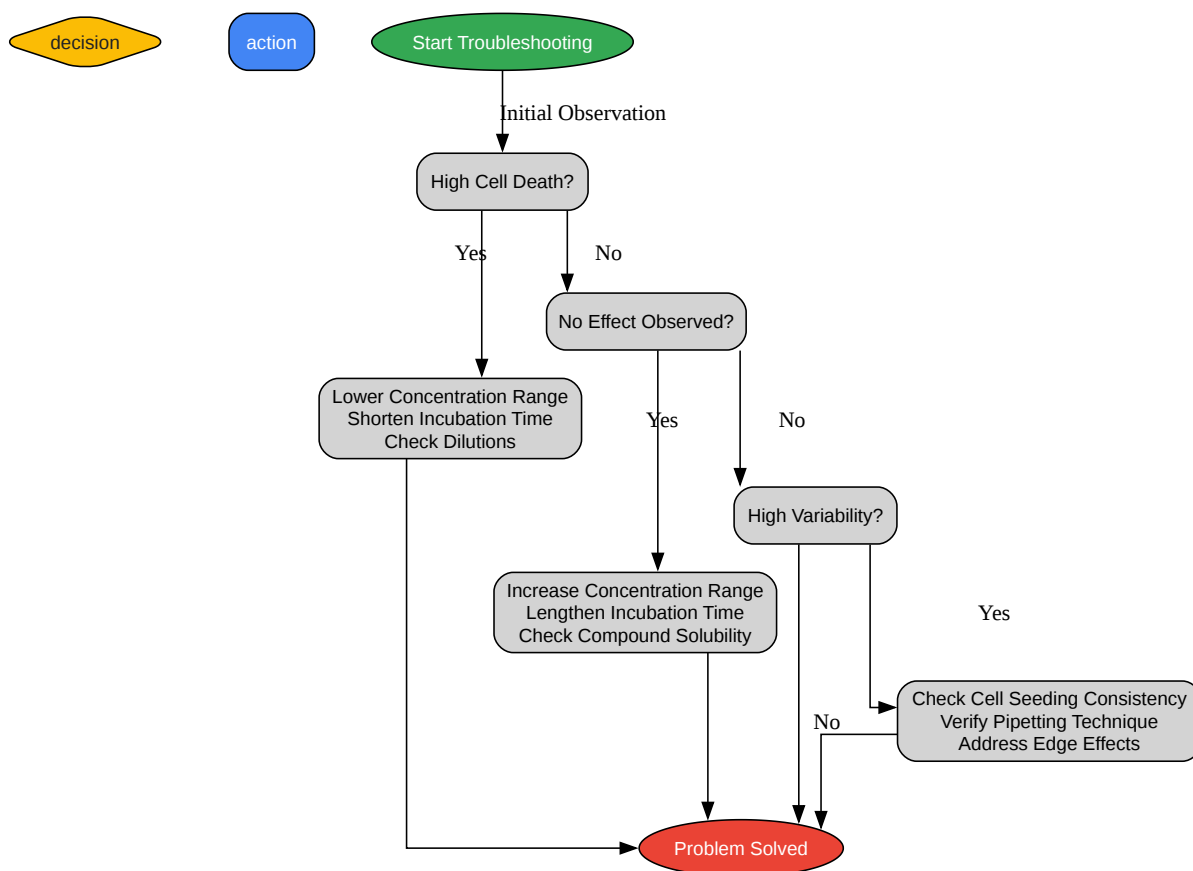 decision
action
Start Troubleshooting
Initial Observation
High Cell Death?
Yes
No
No Effect Observed?
Lower Concentration Range
Shorten Incubation Time
Check Dilutions
Yes
No
High Variability?
Increase Concentration Range
Lengthen Incubation Time
Check Compound Solubility
Yes
Check Cell Seeding Consistency
Verify Pipetting Technique
Address Edge Effects
No
Problem Solved